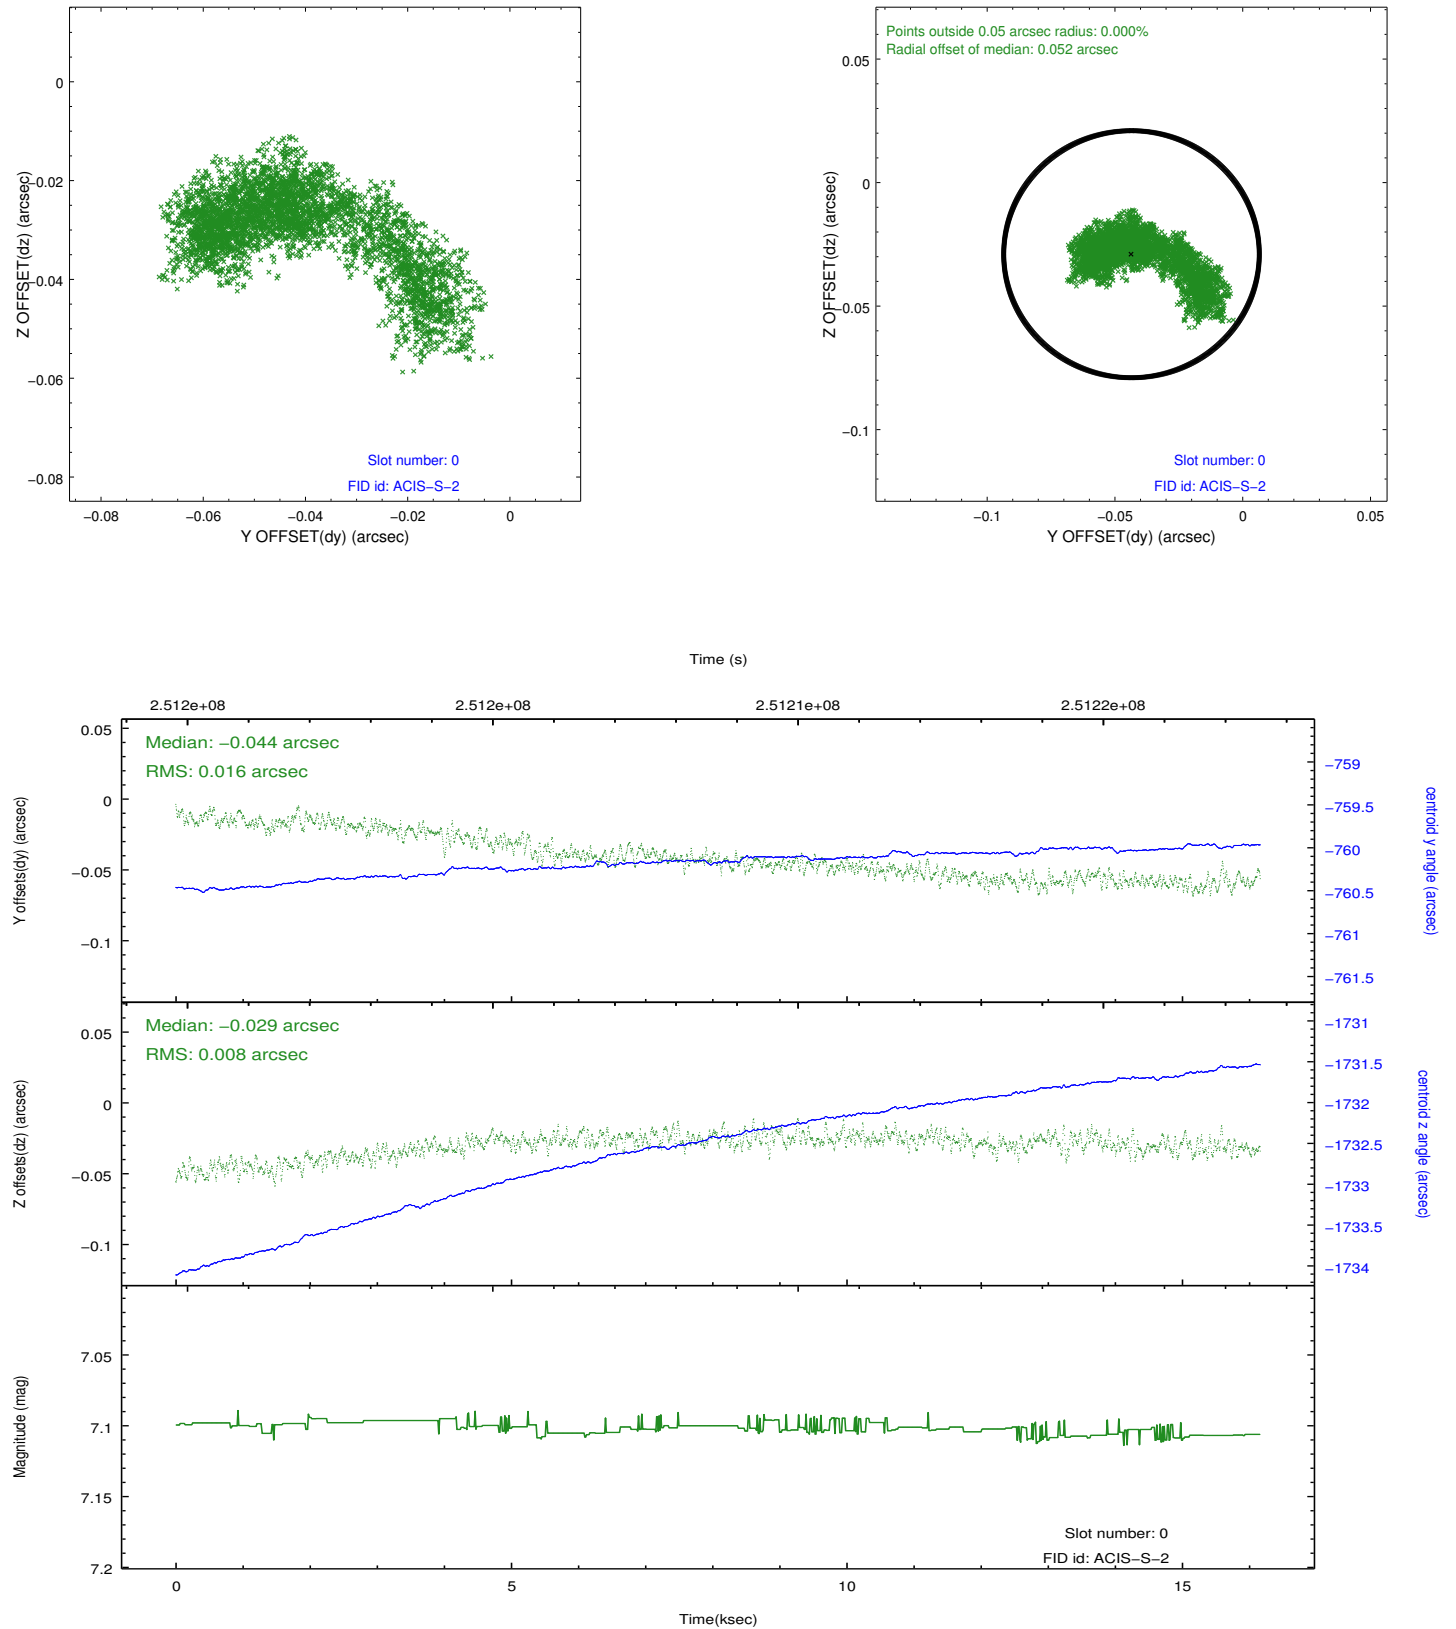 0
−0.02
−0.04
−0.06
−0.08
Z OFFSET(dz) (arcsec)
Slot number: 0
FID id: ACIS−S−2
−0.08
−0.06
−0.04
−0.02
0
Y OFFSET(dy) (arcsec)
Points outside 0.05 arcsec radius: 0.000%
Radial offset of median: 0.052 arcsec
0.05
0
−0.05
−0.1
Z OFFSET(dz) (arcsec)
Slot number: 0
FID id: ACIS−S−2
−0.1
−0.05
0
0.05
Y OFFSET(dy) (arcsec)
Time (s)
2.512e+08
2.512e+08
2.5121e+08
2.5122e+08
Median: −0.044 arcsec
RMS: 0.016 arcsec
0.05
0
−0.05
−0.1
Y offsets(dy) (arcsec)
−759
−759.5
−760
−760.5
−761
−761.5
centroid y angle (arcsec)
Median: −0.029 arcsec
RMS: 0.008 arcsec
0.05
0
−0.05
−0.1
Z offsets(dz) (arcsec)
−1731
−1731.5
−1732
−1732.5
−1733
−1733.5
−1734
centroid z angle (arcsec)
7.05
7.1
7.15
7.2
Magnitude (mag)
Slot number: 0
FID id: ACIS−S−2
0
5
10
15
Time(ksec)